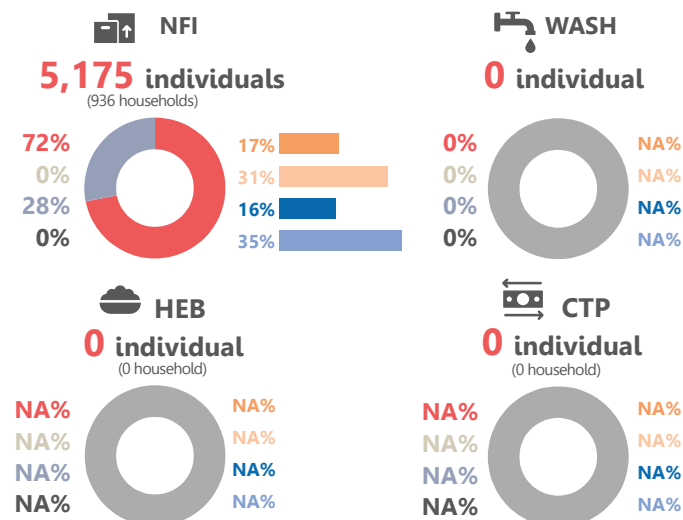 NFI
5,175 individuals
(936 households)
72%
0%
28%
0%
17%
31%
16%
35%
WASH
0 individual
0%
0%
0%
0%
NA%
NA%
NA%
NA%
HEB
0 individual
(0 household)
NA%
NA%
NA%
NA%
NA%
NA%
NA%
NA%
CTP
0 individual
(0 household)
NA%
NA%
NA%
NA%
NA%
NA%
NA%
NA%